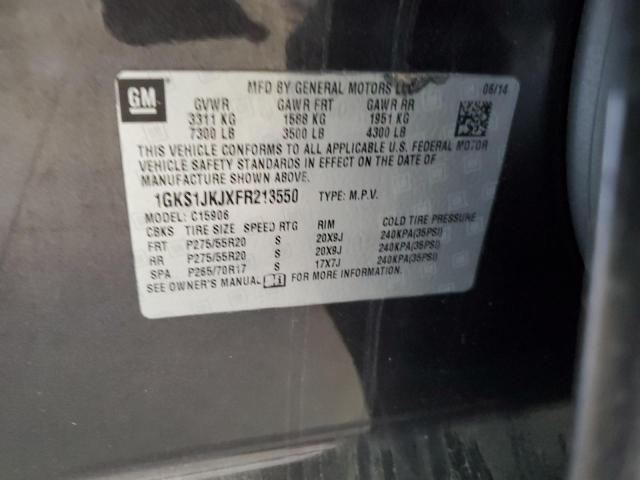 GM
MFD BY GENERAL MOTORS LLC 06/14
GVWR GAWR FRT GAWR RR
3311 KG 1588 KG 1951 KG
7300 LB 3500 LB 4300 LB
THIS VEHICLE CONFORMS TO ALL APPLICABLE U.S. FEDERAL MOTOR
VEHICLE SAFETY STANDARDS IN EFFECT ON THE DATE OF
MANUFACTURE SHOWN ABOVE.
1GKS1JKJXFR213550 TYPE: M.P.V.
MODEL: C15906
CBKS TIRE SIZE SPEED RTG RIM COLD TIRE PRESSURE
FRT P275/55R20 S 20X9J 240KPA(35PSI)
RR P275/55R20 S 20X9J 240KPA(35PSI)
SPA P265/70R17 S 17X7J 240KPA(35PSI)
SEE OWNER'S MANUAL FOR MORE INFORMATION.